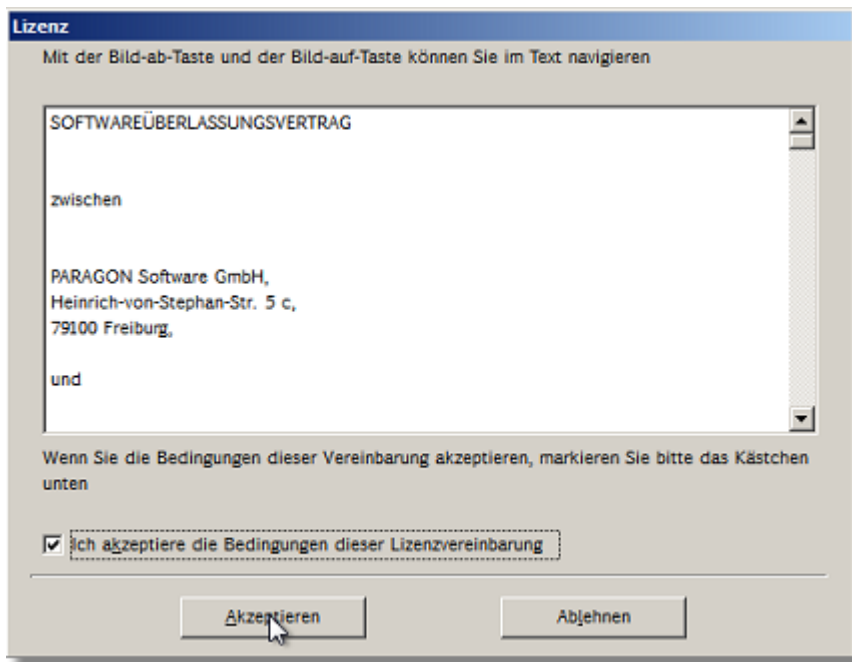 Lizenz
Mit der Bild-ab-Taste und der Bild-auf-Taste können Sie im Text navigieren
SOFTWAREÜBERLASSUNGSVERTRAG
zwischen
PARAGON Software GmbH,
Heinrich-von-Stephan-Str. 5 c,
79100 Freiburg,
und
Wenn Sie die Bedingungen dieser Vereinbarung akzeptieren, markieren Sie bitte das Kästchen
unten
Ich akzeptiere die Bedingungen dieser Lizenzvereinbarung
Akzeptieren
Ablehnen